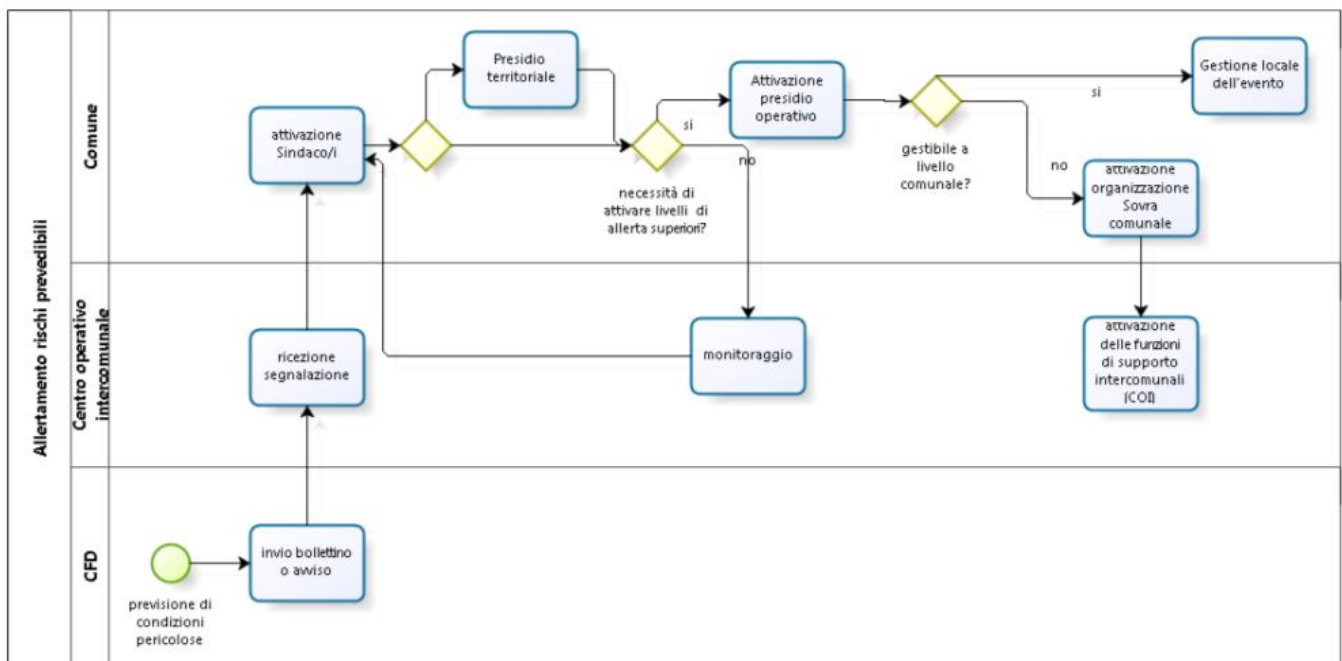 Allertamento rischi prevedibili
Comune
Presidio
territoriale
attivazione
Sindaco/i
necessità di
attivare livelli di
allerta superiori?
si
no
Attivazione
presidio
operativo
gestibile a
livello
comunale?
si
no
Gestione locale
dell'evento
attivazione
organizzazione
Sovra
comunale
Centro operativo
intercomunale
ricezione
segnalazione
monitoraggio
attivazione
delle funzioni
di supporto
intercomunali
(COI)
CFD
previsione di
condizioni
pericolose
invio bollettino
o avviso